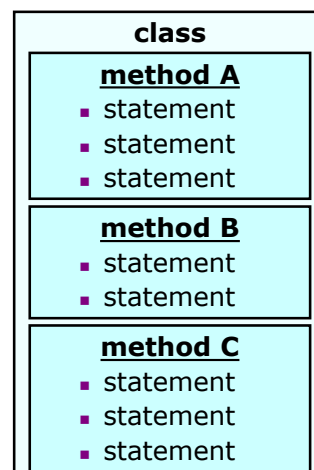 class
method A
▪ statement
▪ statement
▪ statement
method B
▪ statement
▪ statement
method C
▪ statement
▪ statement
▪ statement